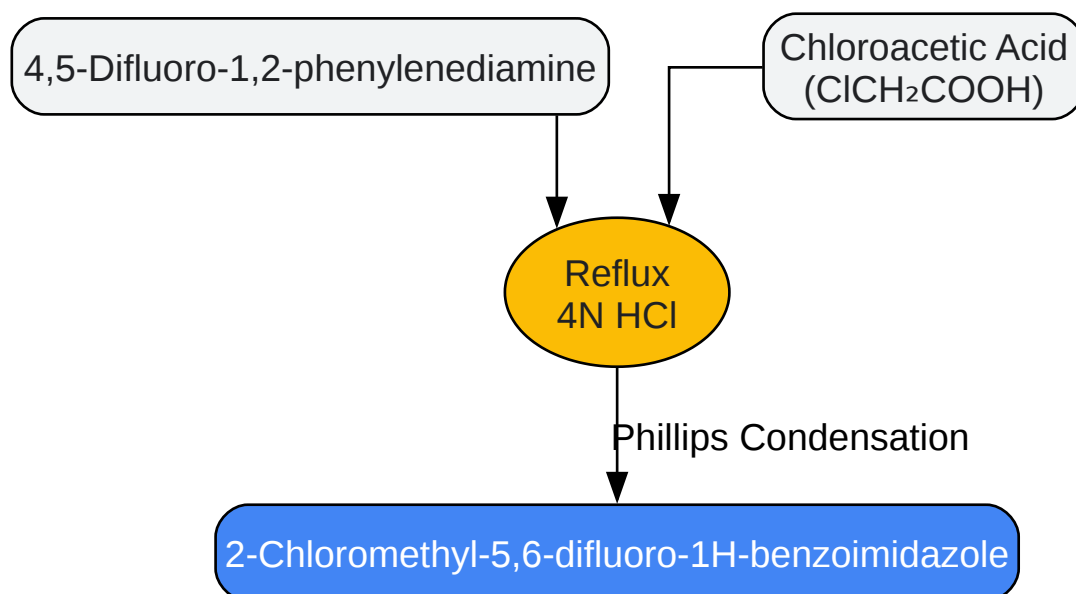 4,5-Difluoro-1,2-phenylenediamine
Chloroacetic Acid
(ClCH₂COOH)
Reflux
4N HCl
Phillips Condensation
2-Chloromethyl-5,6-difluoro-1H-benzoimidazole